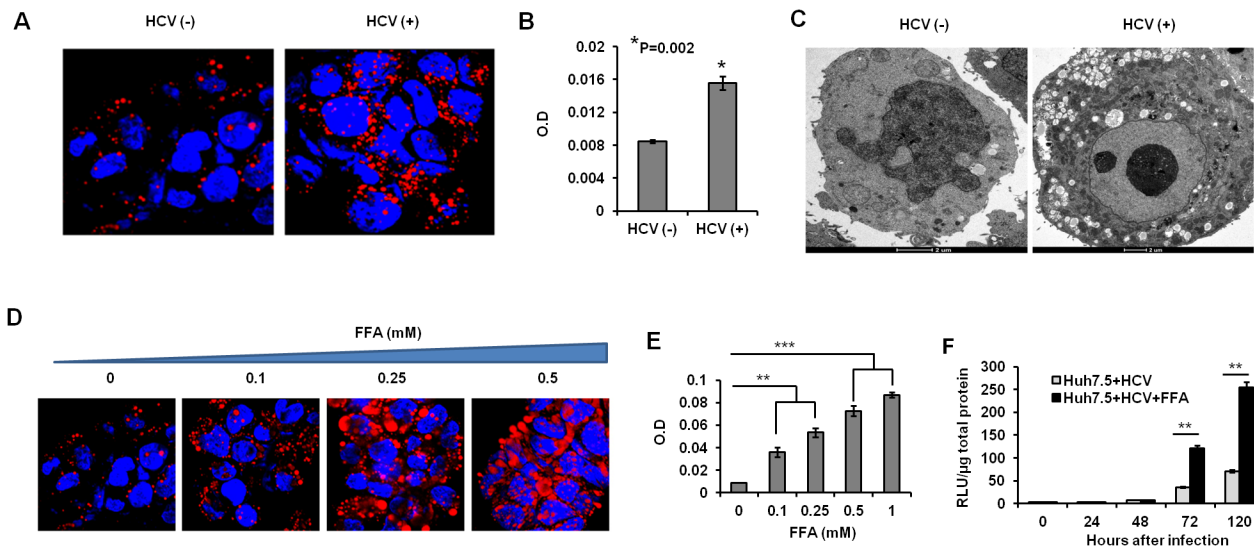 A
HCV (-)
HCV (+)
B
*P=0.002
0.02
0.016
0.012
0.008
0.004
0
O.D
*
HCV (-)
HCV (+)
C
HCV (-)
HCV (+)
2 um
2 um
D
FFA (mM)
0
0.1
0.25
0.5
E
***
**
0.1
0.08
0.06
0.04
0.02
0
O.D
0
0.1
0.25
0.5
1
FFA (mM)
F
300
250
200
150
100
50
0
RLU/μg total protein
Huh7.5+HCV
Huh7.5+HCV+FFA
**
**
0
24
48
72
120
Hours after infection